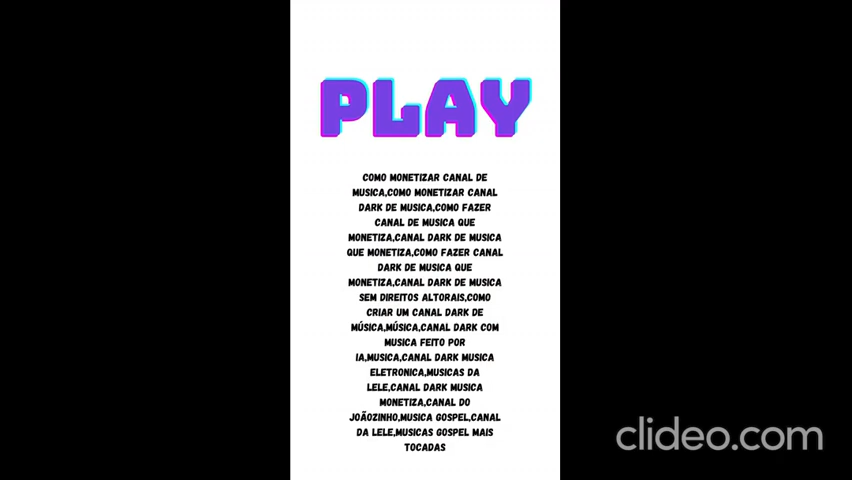 PLAY
COMO MONETIZAR CANAL DE
MUSICA,COMO MONETIZAR CANAL
DARK DE MUSICA,COMO FAZER
CANAL DE MUSICA QUE
MONETIZA,CANAL DARK DE MUSICA
QUE MONETIZA,COMO FAZER CANAL
DARK DE MUSICA QUE
MONETIZA,CANAL DARK DE MUSICA
SEM DIREITOS ALTORAIS,COMO
CRIAR UM CANAL DARK DE
MÚSICA,MÚSICA,CANAL DARK COM
MUSICA FEITO POR
IA,MUSICA,CANAL DARK MUSICA
ELETRONICA,MUSICAS DA
LELE,CANAL DARK MUSICA
MONETIZA,CANAL DO
JOÃOZINHO,MUSICA GOSPEL,CANAL
DA LELE,MUSICAS GOSPEL MAIS
TOCADAS
clideo.com